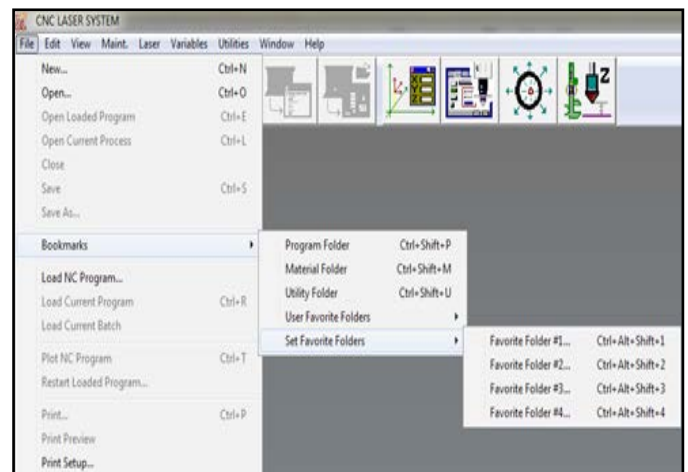 CNC LASER SYSTEM
File Edit View Maint. Laser Variables Utilities Window Help
New... Ctrl+N
Open... Ctrl+O
Open Loaded Program Ctrl+E
Open Current Process Ctrl+L
Close
Save Ctrl+S
Save As...
Bookmarks
Program Folder Ctrl+Shift+P
Material Folder Ctrl+Shift+M
Utility Folder Ctrl+Shift+U
User Favorite Folders
Set Favorite Folders
Favorite Folder #1... Ctrl+Alt+Shift+1
Favorite Folder #2... Ctrl+Alt+Shift+2
Favorite Folder #3... Ctrl+Alt+Shift+3
Favorite Folder #4... Ctrl+Alt+Shift+4
Load NC Program...
Load Current Program Ctrl+R
Load Current Batch
Plot NC Program Ctrl+T
Restart Loaded Program...
Print... Ctrl+P
Print Preview
Print Setup...
Z